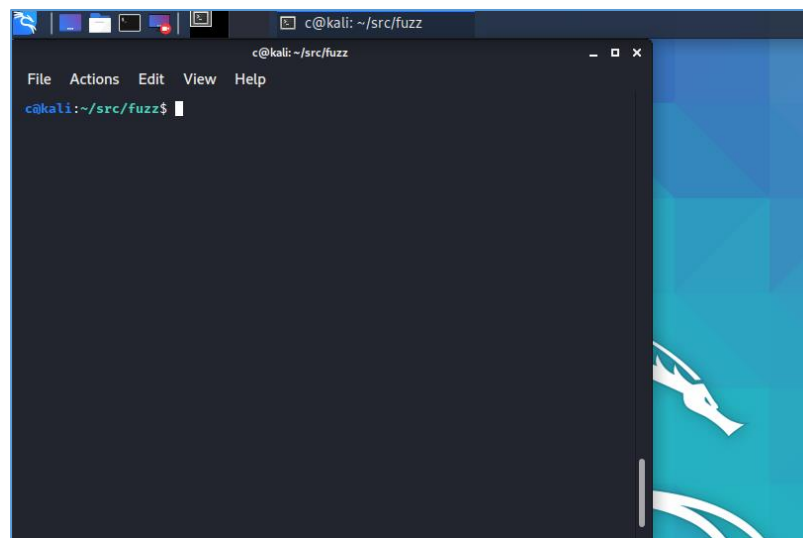 c@kali: ~/src/fuzz
c@kali: ~/src/fuzz
File Actions Edit View Help
c@kali:~/src/fuzz$